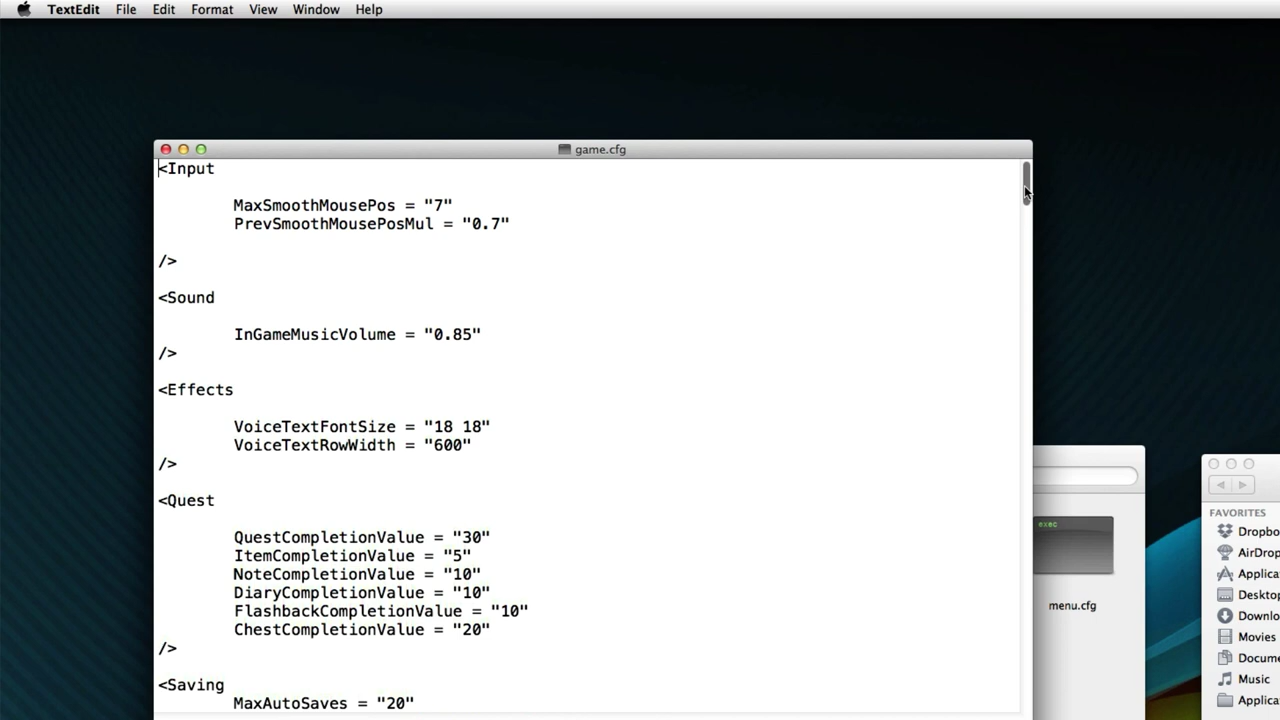 TextEdit File Edit Format View Window Help
game.cfg
<Input
MaxSmoothMousePos = "7"
PrevSmoothMousePosMul = "0.7"
/>
<Sound
InGameMusicVolume = "0.85"
/>
<Effects
VoiceTextFontSize = "18 18"
VoiceTextRowWidth = "600"
/>
<Quest
QuestCompletionValue = "30"
ItemCompletionValue = "5"
NoteCompletionValue = "10"
DiaryCompletionValue = "10"
FlashbackCompletionValue = "10"
ChestCompletionValue = "20"
/>
<Saving
MaxAutoSaves = "20"
exec
menu.cfg
FAVORITES
Dropbo
AirDrop
Applica
Desktop
Downlo
Movies
Docume
Music
Applica